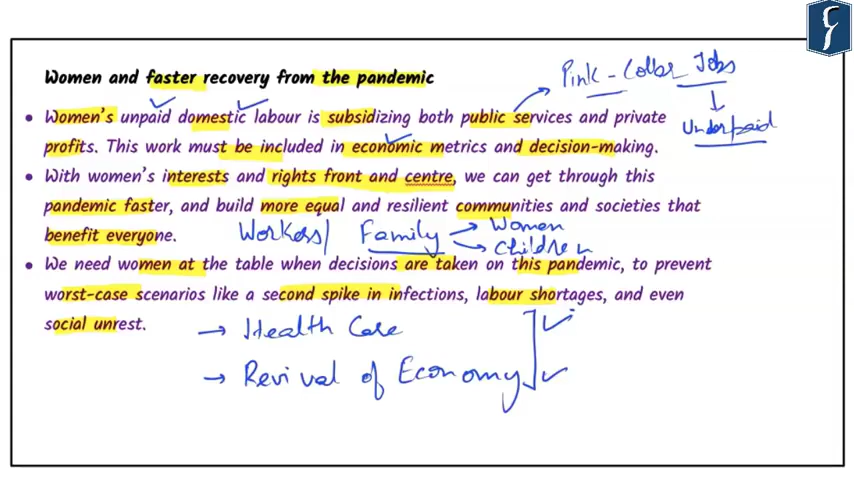 Women and faster recovery from the pandemic
Pink-Collar Jobs
• Women's unpaid domestic labour is subsidizing both public services and private
Underpaid
profits. This work must be included in economic metrics and decision-making.
• With women's interests and rights front and centre, we can get through this
pandemic faster, and build more equal and resilient communities and societies that
benefit everyone.
Workers/ Family → Women
→ Children
• We need women at the table when decisions are taken on this pandemic, to prevent
worst-case scenarios like a second spike in infections, labour shortages, and even
social unrest.
→ Health Care
→ Revival of Economy